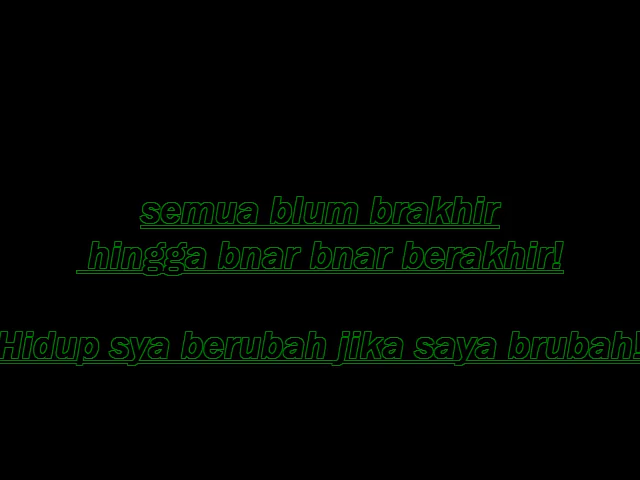 semua blum brakhir
hingga bnar bnar berakhir!
Hidup sya berubah jika saya brubah!